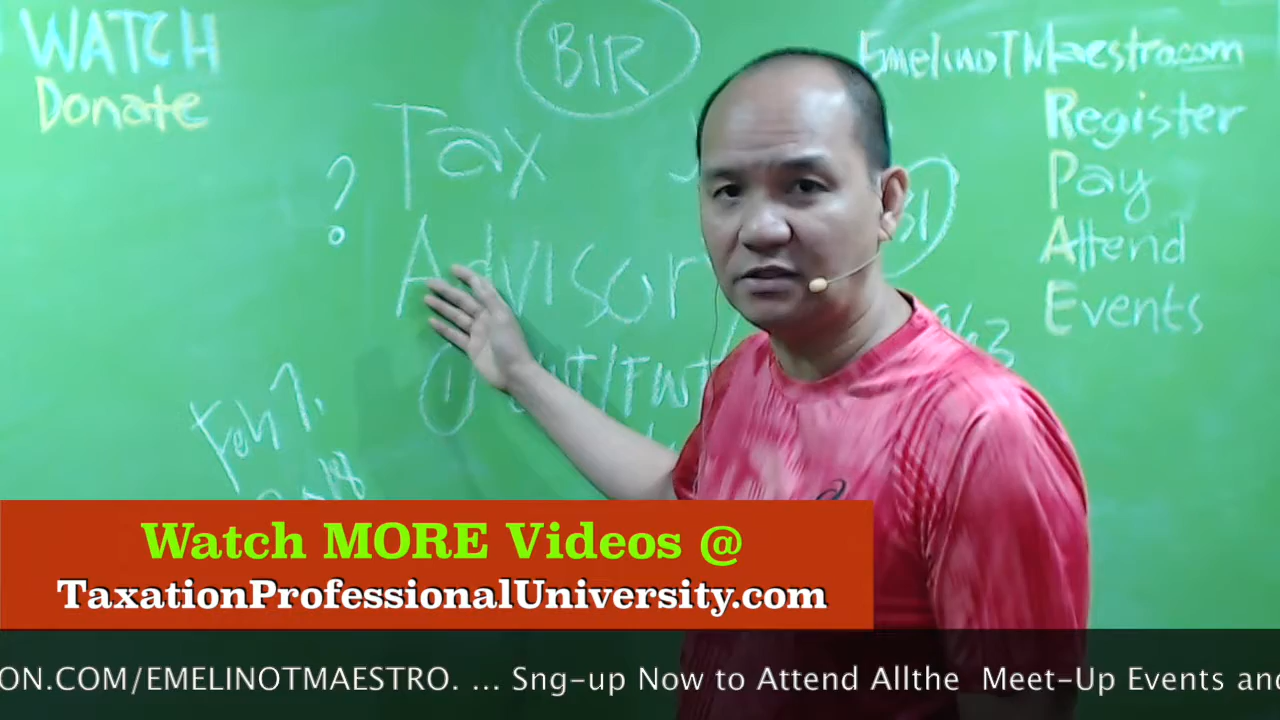 WATCH
Donate
BIR
EmelinoTMaestro.com
Register
Pay
Attend
Events
Tax
?
Advisor
1
Feb 7,
Watch MORE Videos @
TaxationProfessionalUniversity.com
ON.COM/EMELINOTMAESTRO. ... Sng-up Now to Attend Allthe Meet-Up Events and